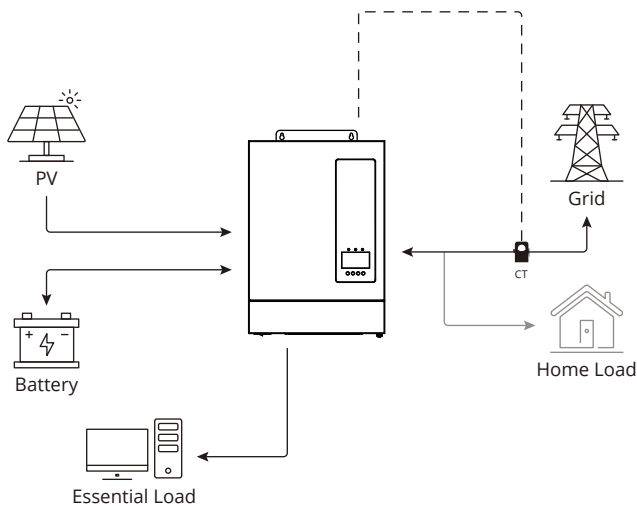 PV
Grid
CT
Home Load
Battery
+ −
Essential Load